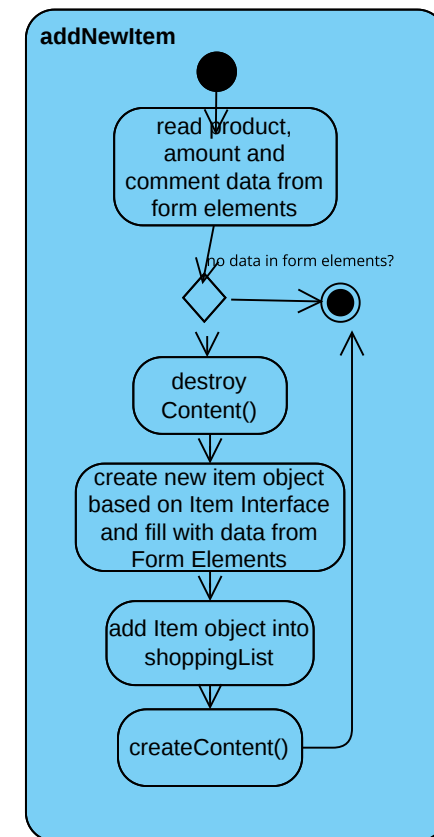 addNewItem
read product,
amount and
comment data from
form elements
no data in form elements?
destroy
Content()
create new item object
based on Item Interface
and fill with data from
Form Elements
add Item object into
shoppingList
createContent()